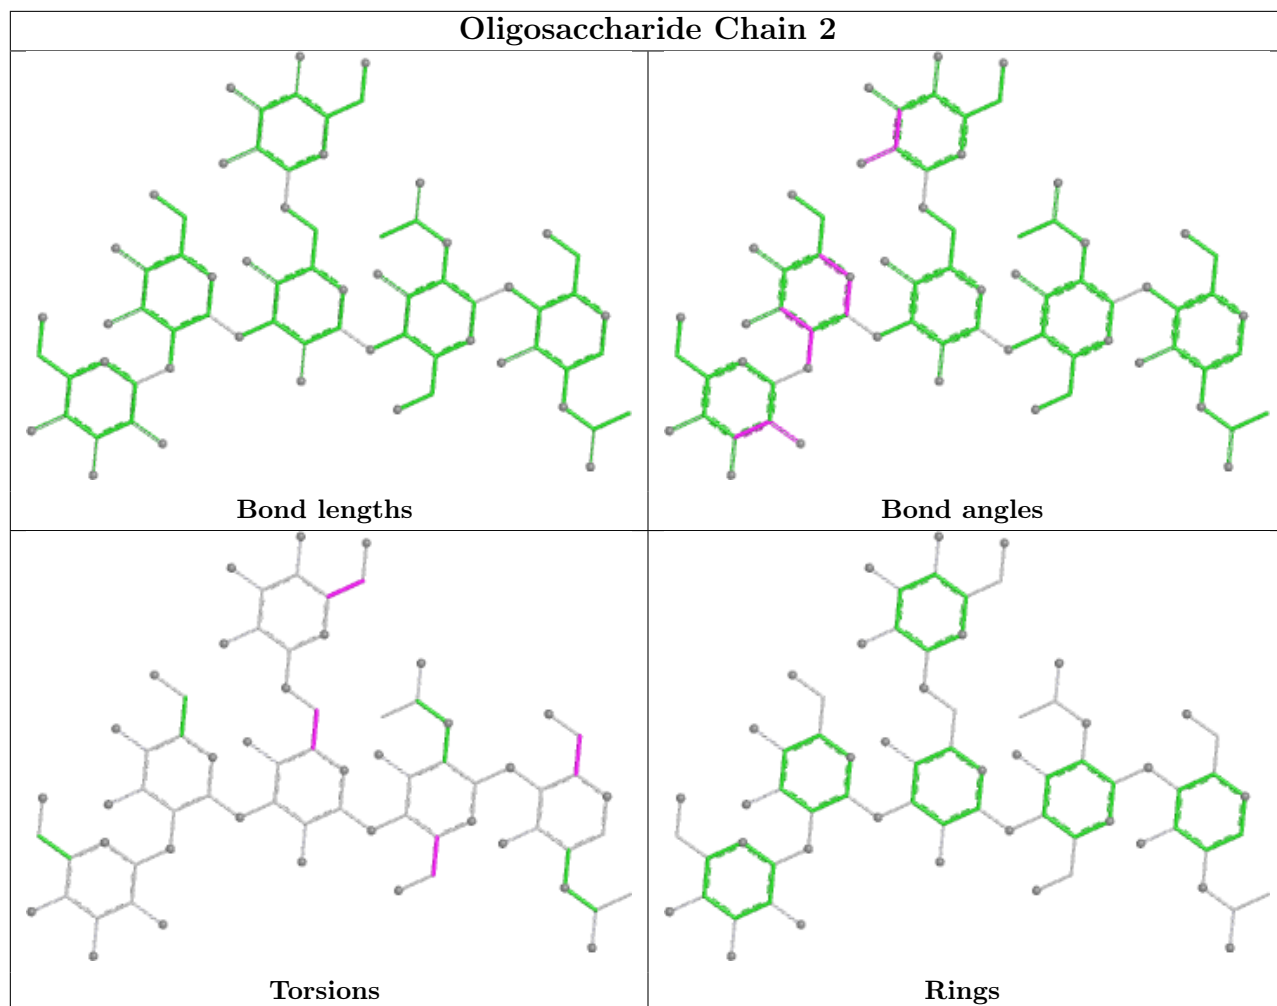 Oligosaccharide Chain 2
Bond lengths
Bond angles
Torsions
Rings